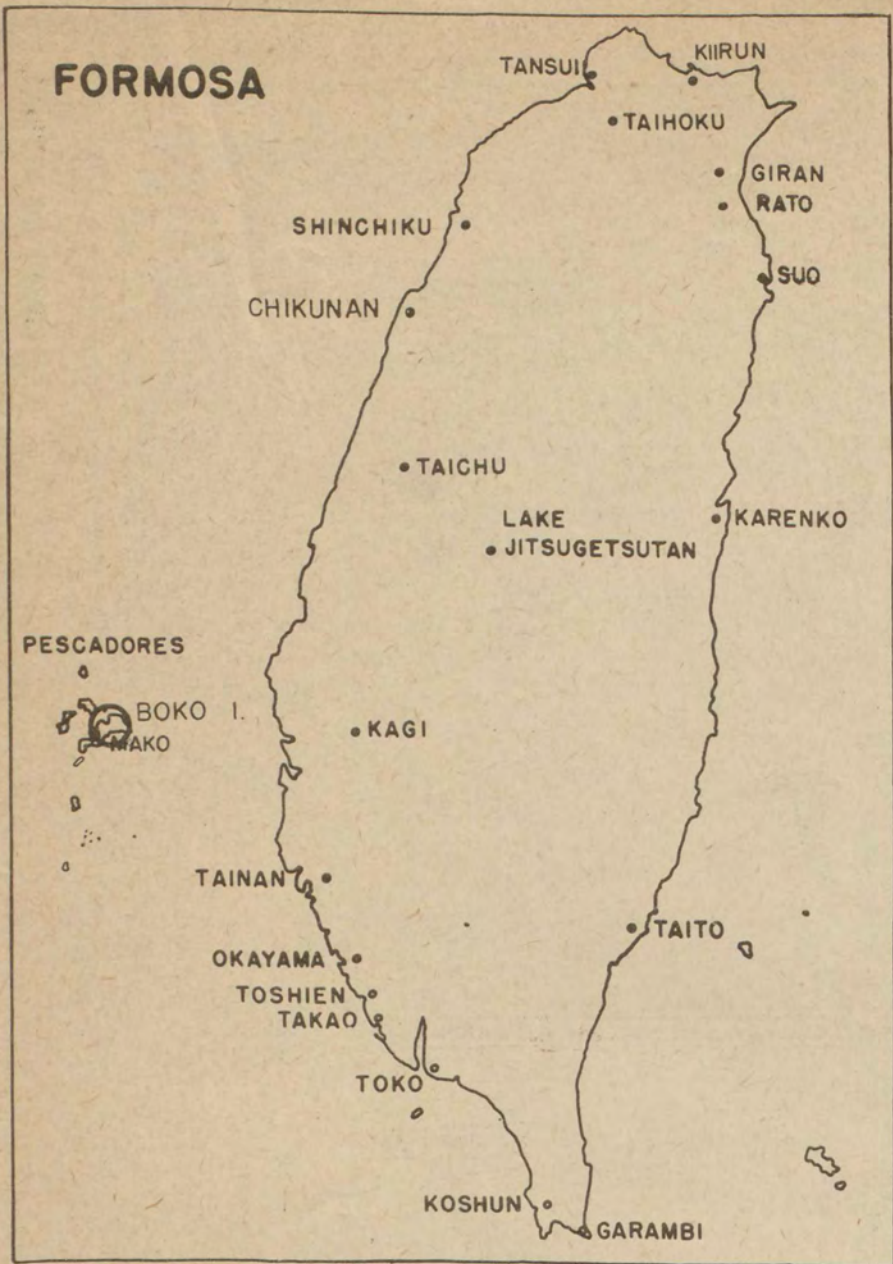 FORMOSA
TANSUI
KIIRUN
TAIHOKU
GIRAN
RATO
SHINCHIKU
SUO
CHIKUNAN
TAICHU
LAKE
JITSUGETSUTAN
KARENKO
PESCADORES
BOKO I.
MAKO
KAGI
TAINAN
TAITO
OKAYAMA
TOSHIEN
TAKAO
TOKO
KOSHUN
GARAMBI